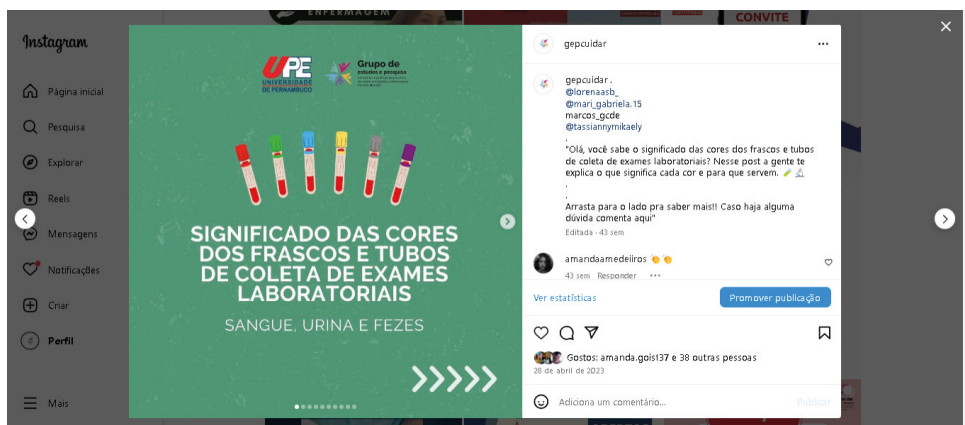 Instagram
Página inicial
Pesquisa
Explorar
Reels
Mensagens
Notificações
Criar
Perfil
Mais
ENFERMAGEM
CONVITE
UPE
UNIVERSIDADE
DE PERNAMBUCO
Grupo de
estudos e pesquisa
SIGNIFICADO DAS CORES
DOS FRASCOS E TUBOS
DE COLETA DE EXAMES
LABORATORIAIS
SANGUE, URINA E FEZES
gepcuidar
gepcuidar .
@lorenaasb_
@mari_gabriela.15
marcos_gcde
@tassiannymikaely
.
"Olá, você sabe o significado das cores dos frascos e tubos
de coleta de exames laboratoriais? Nesse post a gente te
explica o que significa cada cor e para que servem. 🧪 🔬
.
.
Arrasta para o lado pra saber mais!! Caso haja alguma
dúvida comenta aqui"
Editada · 43 sem
amandaamedeiiros 👏 👏
43 sem Responder
Ver estatísticas
Promover publicação
Gostos: amanda.gois137 e 38 outras pessoas
28 de abril de 2023
Adiciona um comentário...
Publicar